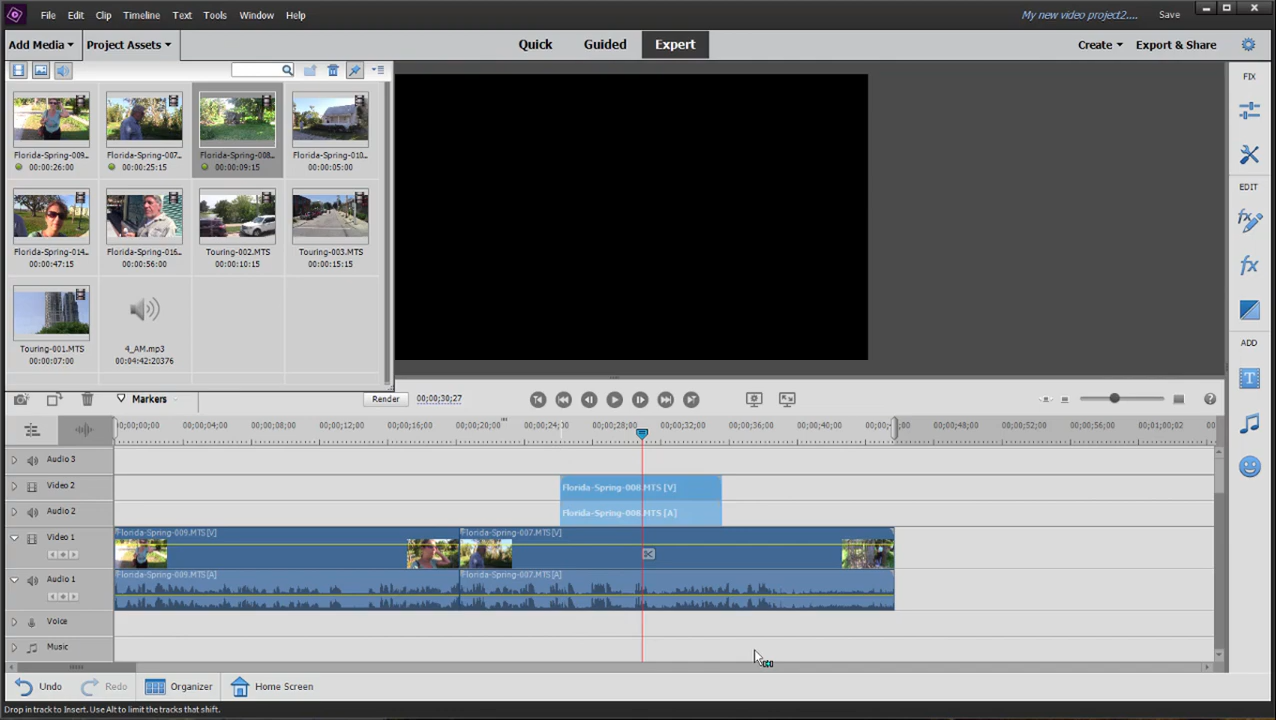 File Edit Clip Timeline Text Tools Window Help
My new video project2.... Save
Add Media Project Assets
Quick Guided Expert
Create Export & Share
FIX
Florida-Spring-009... Florida-Spring-007... Florida-Spring-008... Florida-Spring-010...
00:00:26:00 00:00:25:15 00:00:09:15 00:00:05:00
EDIT
Florida-Spring-014... Florida-Spring-016... Touring-002.MTS Touring-003.MTS
00:00:47:15 00:00:56:00 00:00:10:15 00:00:15:15
ADD
Touring-001.MTS 4_AM.mp3
00:00:07:00 00:04:42:20376
Markers Render 00;00;30;27
;00;00;00;00 00;00;04;00 00;00;08;00 00;00;12;00 00;00;16;00 00;00;20;00 00;00;24;00 00;00;28;00 00;00;32;00 00;00;36;00 00;00;40;00 00;00; 00;00;48;00 00;00;52;00 00;00;56;00 00;01;00;02 00;
Audio 3
Video 2 Florida-Spring-008.MTS [V]
Audio 2 Florida-Spring-008.MTS [A]
Video 1 Florida-Spring-009.MTS[V] Florida-Spring-007.MTS [V]
Audio 1 Florida-Spring-009.MTS[A] Florida-Spring-007.MTS [A]
Voice
Music
Undo Redo Organizer Home Screen
Drop in track to Insert. Use Alt to limit the tracks that shift.